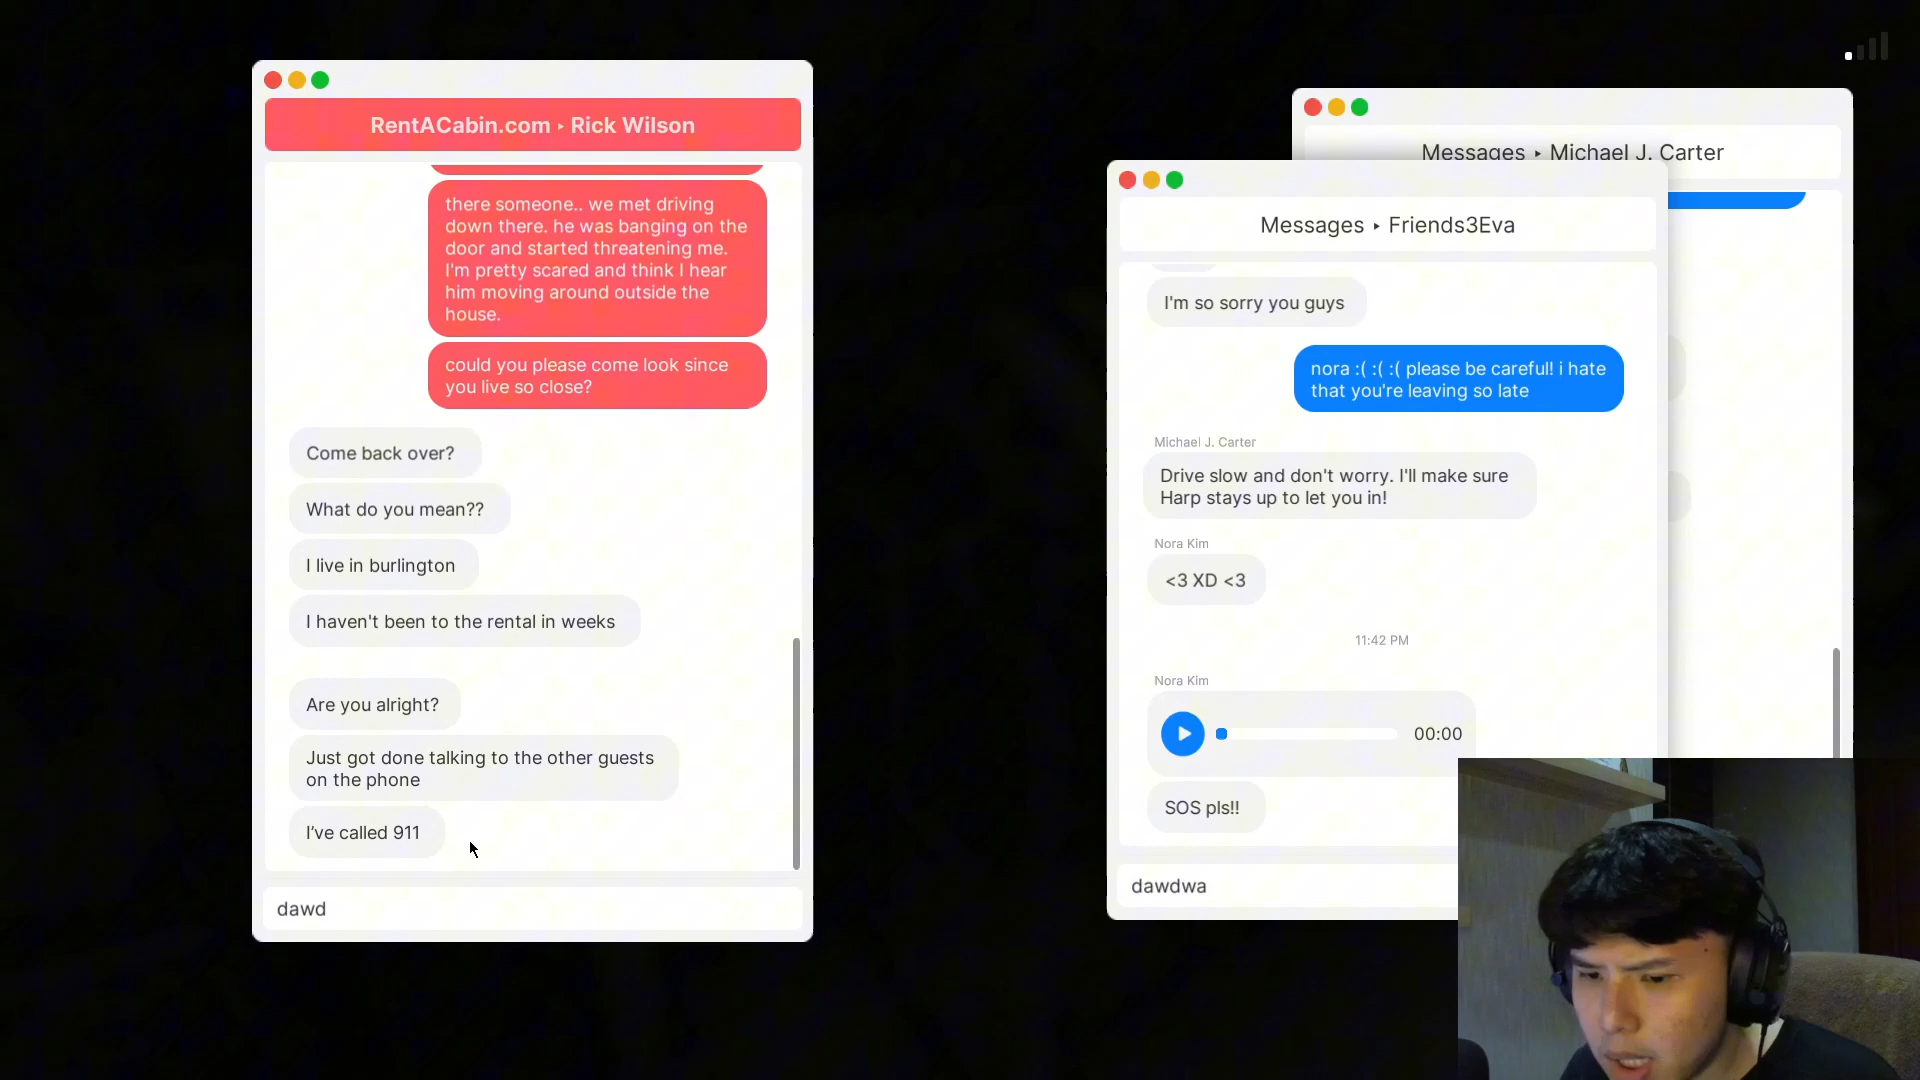 RentACabin.com ‣ Rick Wilson
there someone.. we met driving
down there. he was banging on the
door and started threatening me.
I'm pretty scared and think I hear
him moving around outside the
house.
could you please come look since
you live so close?
Come back over?
What do you mean??
I live in burlington
I haven't been to the rental in weeks
Are you alright?
Just got done talking to the other guests
on the phone
I’ve called 911
dawd
Messages ‣ Michael J. Carter
Messages ‣ Friends3Eva
I'm so sorry you guys
nora :( :( :( please be careful! i hate
that you're leaving so late
Michael J. Carter
Drive slow and don't worry. I'll make sure
Harp stays up to let you in!
Nora Kim
<3 XD <3
11:42 PM
Nora Kim
00:00
SOS pls!!
dawdwa